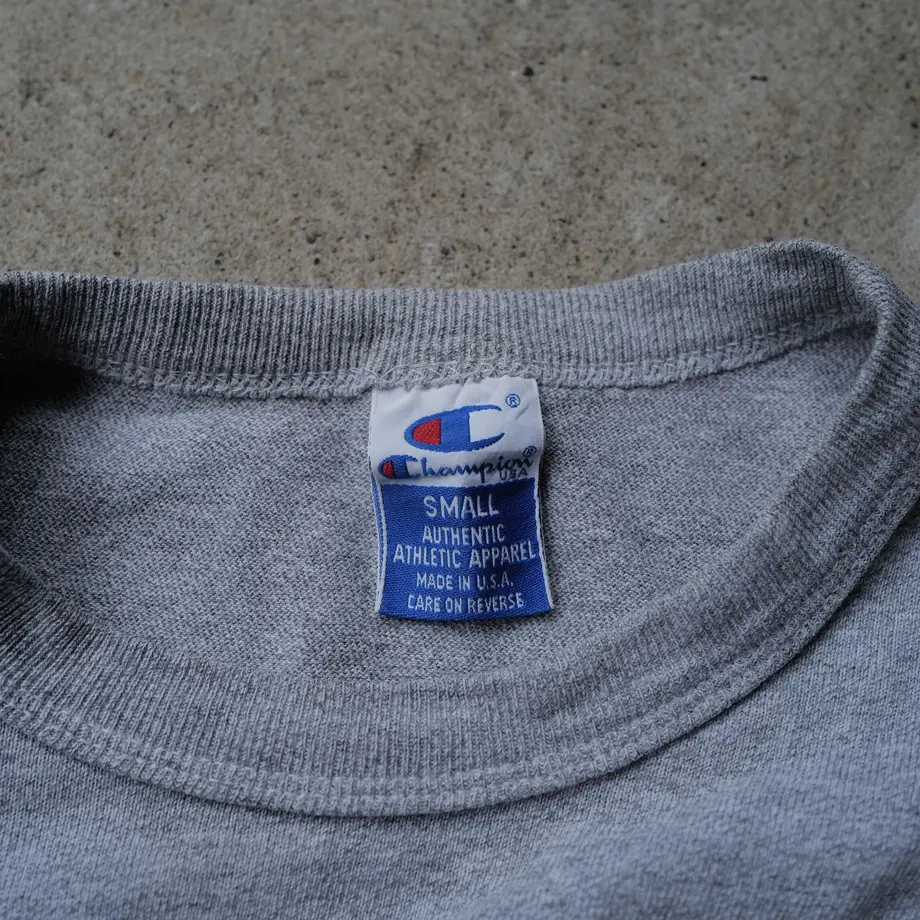 ®
Champion®
USA
SMALL
AUTHENTIC
ATHLETIC APPAREL
MADE IN U.S.A.
CARE ON REVERSE